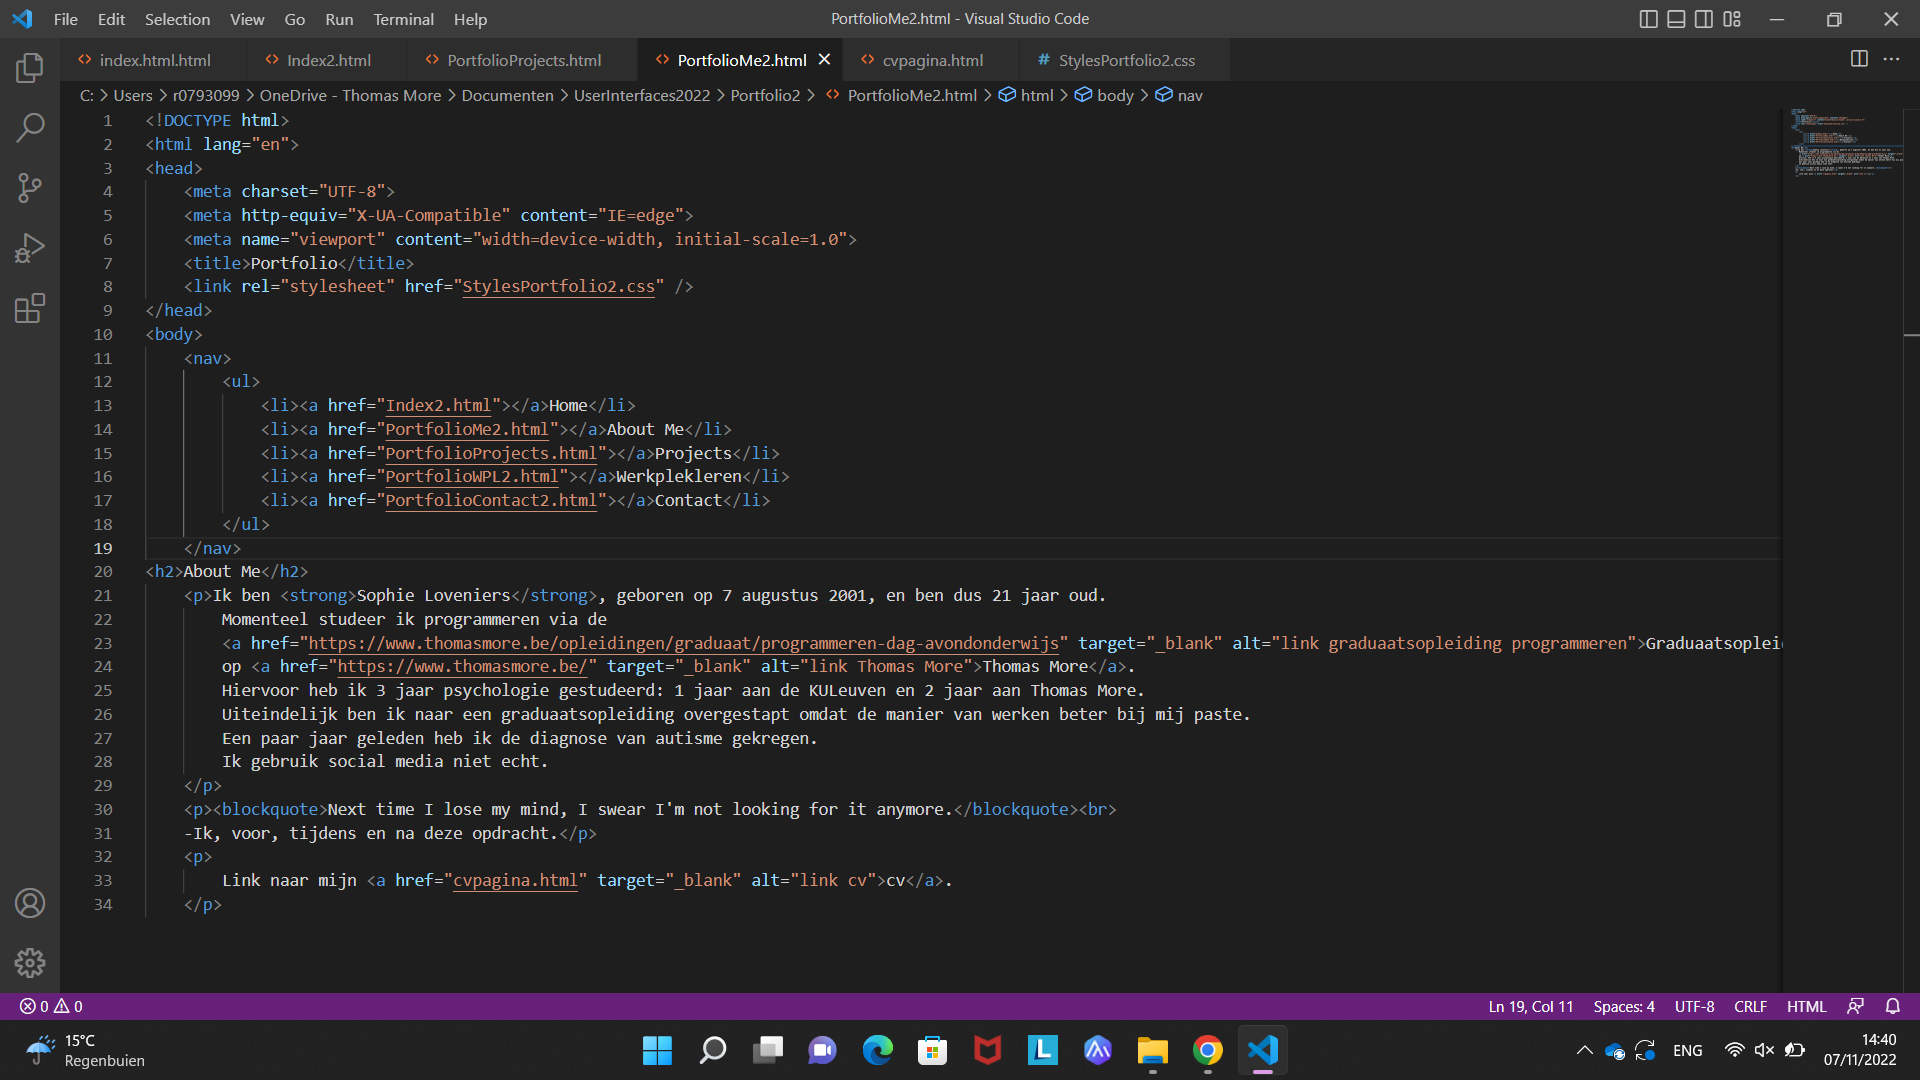 File Edit Selection View Go Run Terminal Help PortfolioMe2.html - Visual Studio Code
index.html.html Index2.html PortfolioProjects.html PortfolioMe2.html cvpagina.html # StylesPortfolio2.css
C: > Users > r0793099 > OneDrive - Thomas More > Documenten > UserInterfaces2022 > Portfolio2 > PortfolioMe2.html > html > body > nav
1 <!DOCTYPE html>
2 <html lang="en">
3 <head>
4 <meta charset="UTF-8">
5 <meta http-equiv="X-UA-Compatible" content="IE=edge">
6 <meta name="viewport" content="width=device-width, initial-scale=1.0">
7 <title>Portfolio</title>
8 <link rel="stylesheet" href="StylesPortfolio2.css" />
9 </head>
10 <body>
11 <nav>
12 <ul>
13 <li><a href="Index2.html"></a>Home</li>
14 <li><a href="PortfolioMe2.html"></a>About Me</li>
15 <li><a href="PortfolioProjects.html"></a>Projects</li>
16 <li><a href="PortfolioWPL2.html"></a>Werkplekleren</li>
17 <li><a href="PortfolioContact2.html"></a>Contact</li>
18 </ul>
19 </nav>
20 <h2>About Me</h2>
21 <p>Ik ben <strong>Sophie Loveniers</strong>, geboren op 7 augustus 2001, en ben dus 21 jaar oud.
22 Momenteel studeer ik programmeren via de
23 <a href="https://www.thomasmore.be/opleidingen/graduaat/programmeren-dag-avondonderwijs" target="_blank" alt="link graduaatsopleiding programmeren">Graduaatsoplei
24 op <a href="https://www.thomasmore.be/" target="_blank" alt="link Thomas More">Thomas More</a>.
25 Hiervoor heb ik 3 jaar psychologie gestudeerd: 1 jaar aan de KULeuven en 2 jaar aan Thomas More.
26 Uiteindelijk ben ik naar een graduaatsopleiding overgestapt omdat de manier van werken beter bij mij paste.
27 Een paar jaar geleden heb ik de diagnose van autisme gekregen.
28 Ik gebruik social media niet echt.
29 </p>
30 <p><blockquote>Next time I lose my mind, I swear I'm not looking for it anymore.</blockquote><br>
31 -Ik, voor, tijdens en na deze opdracht.</p>
32 <p>
33 Link naar mijn <a href="cvpagina.html" target="_blank" alt="link cv">cv</a>.
34 </p>
0 0 Ln 19, Col 11 Spaces: 4 UTF-8 CRLF HTML
15°C
Regenbuien
L
ENG
14:40
07/11/2022